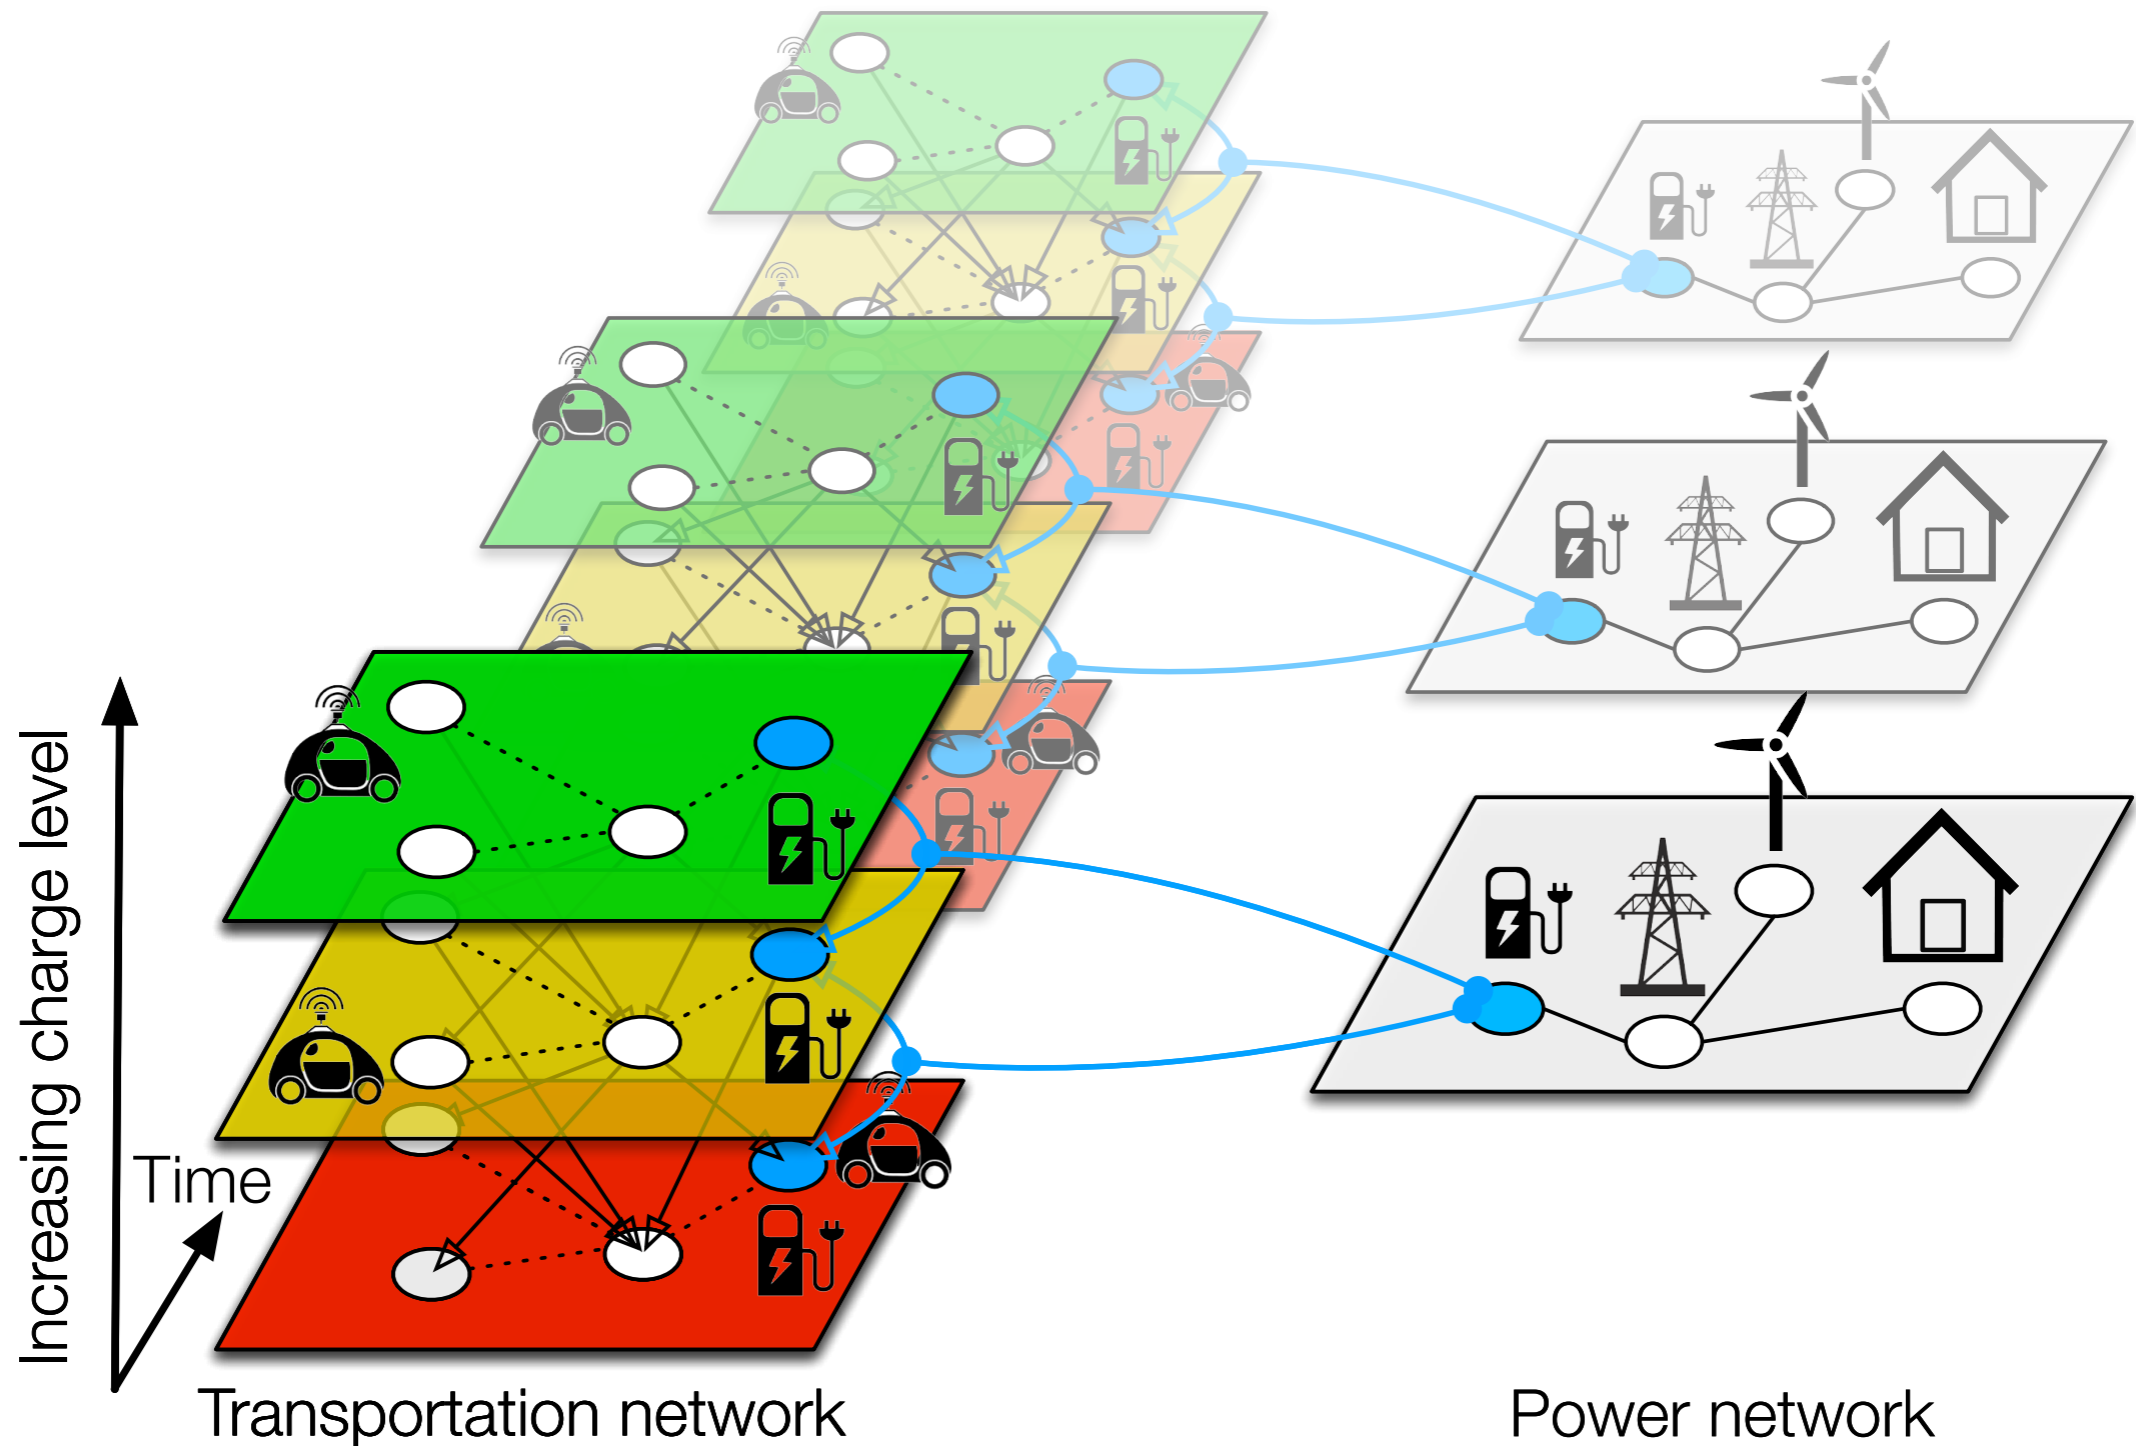 Increasing charge level
Time
Transportation network
Power network